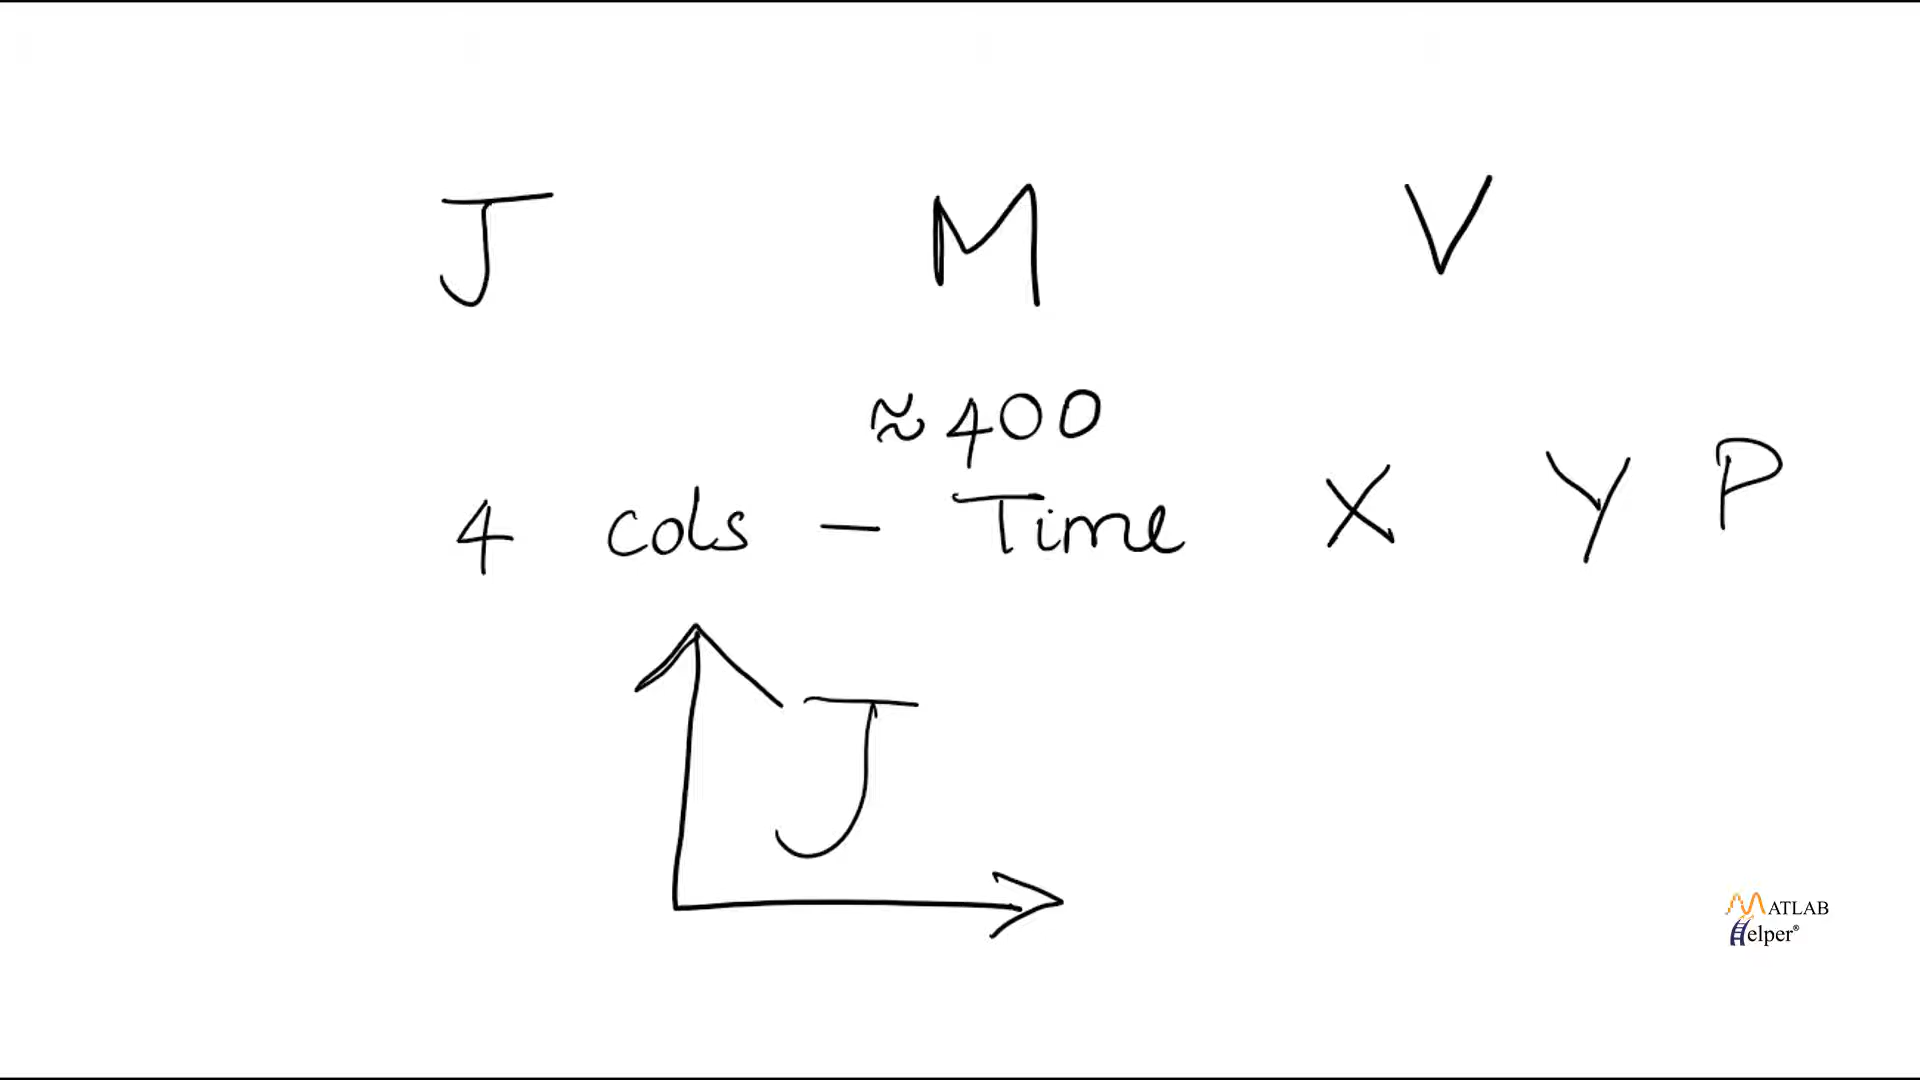 J M V
≈400
4 cols – Time X Y P
J
MATLAB
Helper®